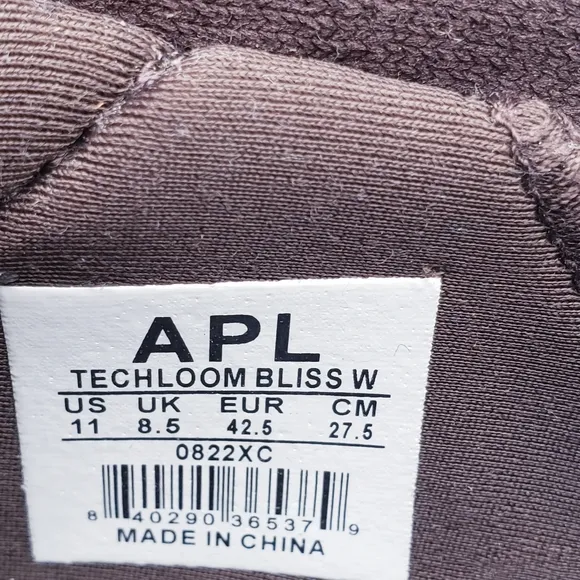 APL
TECHLOOM BLISS W
US UK EUR CM
11 8.5 42.5 27.5
0822XC
8 40290 36537 9
MADE IN CHINA